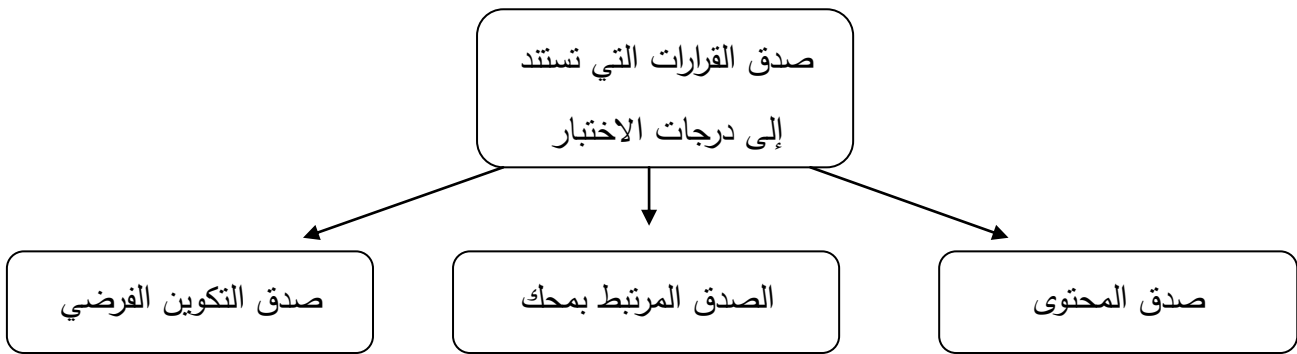 صدق القرارات التي تستند
إلى درجات الاختبار
صدق المحتوى
الصدق المرتبط بمحك
صدق التكوين الفرضي